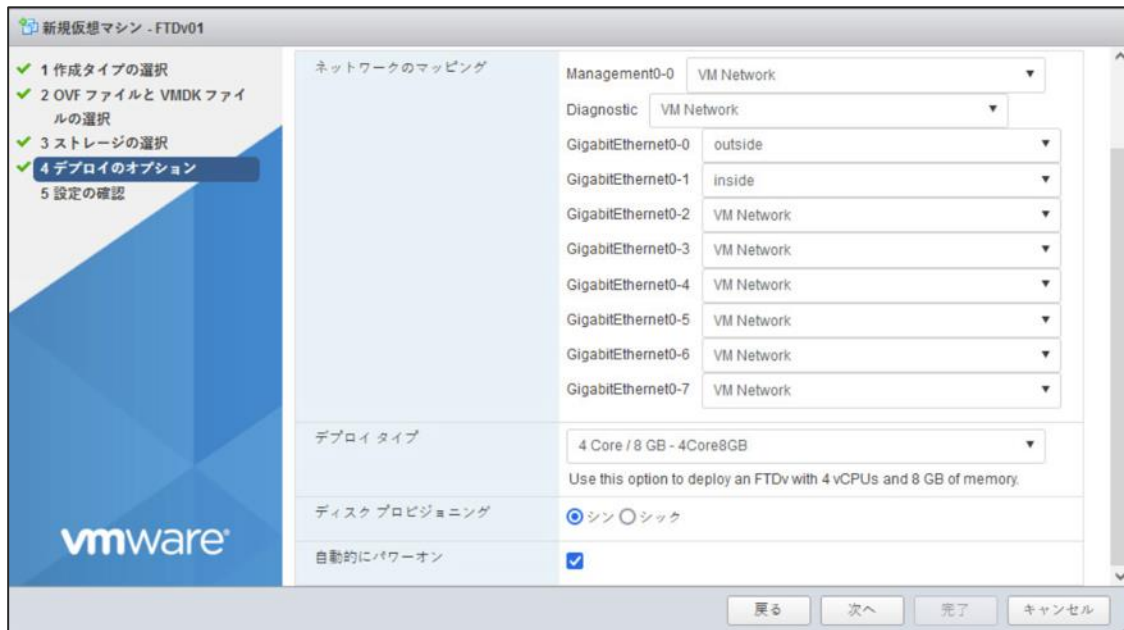 新規仮想マシン - FTDv01
1 作成タイプの選択
2 OVF ファイルと VMDK ファイ
ルの選択
3 ストレージの選択
4 デプロイのオプション
5 設定の確認
vmware
ネットワークのマッピング
Management0-0 VM Network
Diagnostic VM Network
GigabitEthernet0-0 outside
GigabitEthernet0-1 inside
GigabitEthernet0-2 VM Network
GigabitEthernet0-3 VM Network
GigabitEthernet0-4 VM Network
GigabitEthernet0-5 VM Network
GigabitEthernet0-6 VM Network
GigabitEthernet0-7 VM Network
デプロイ タイプ
4 Core / 8 GB - 4Core8GB
Use this option to deploy an FTDv with 4 vCPUs and 8 GB of memory.
ディスク プロビジョニング
シン シック
自動的にパワーオン
戻る 次へ 完了 キャンセル